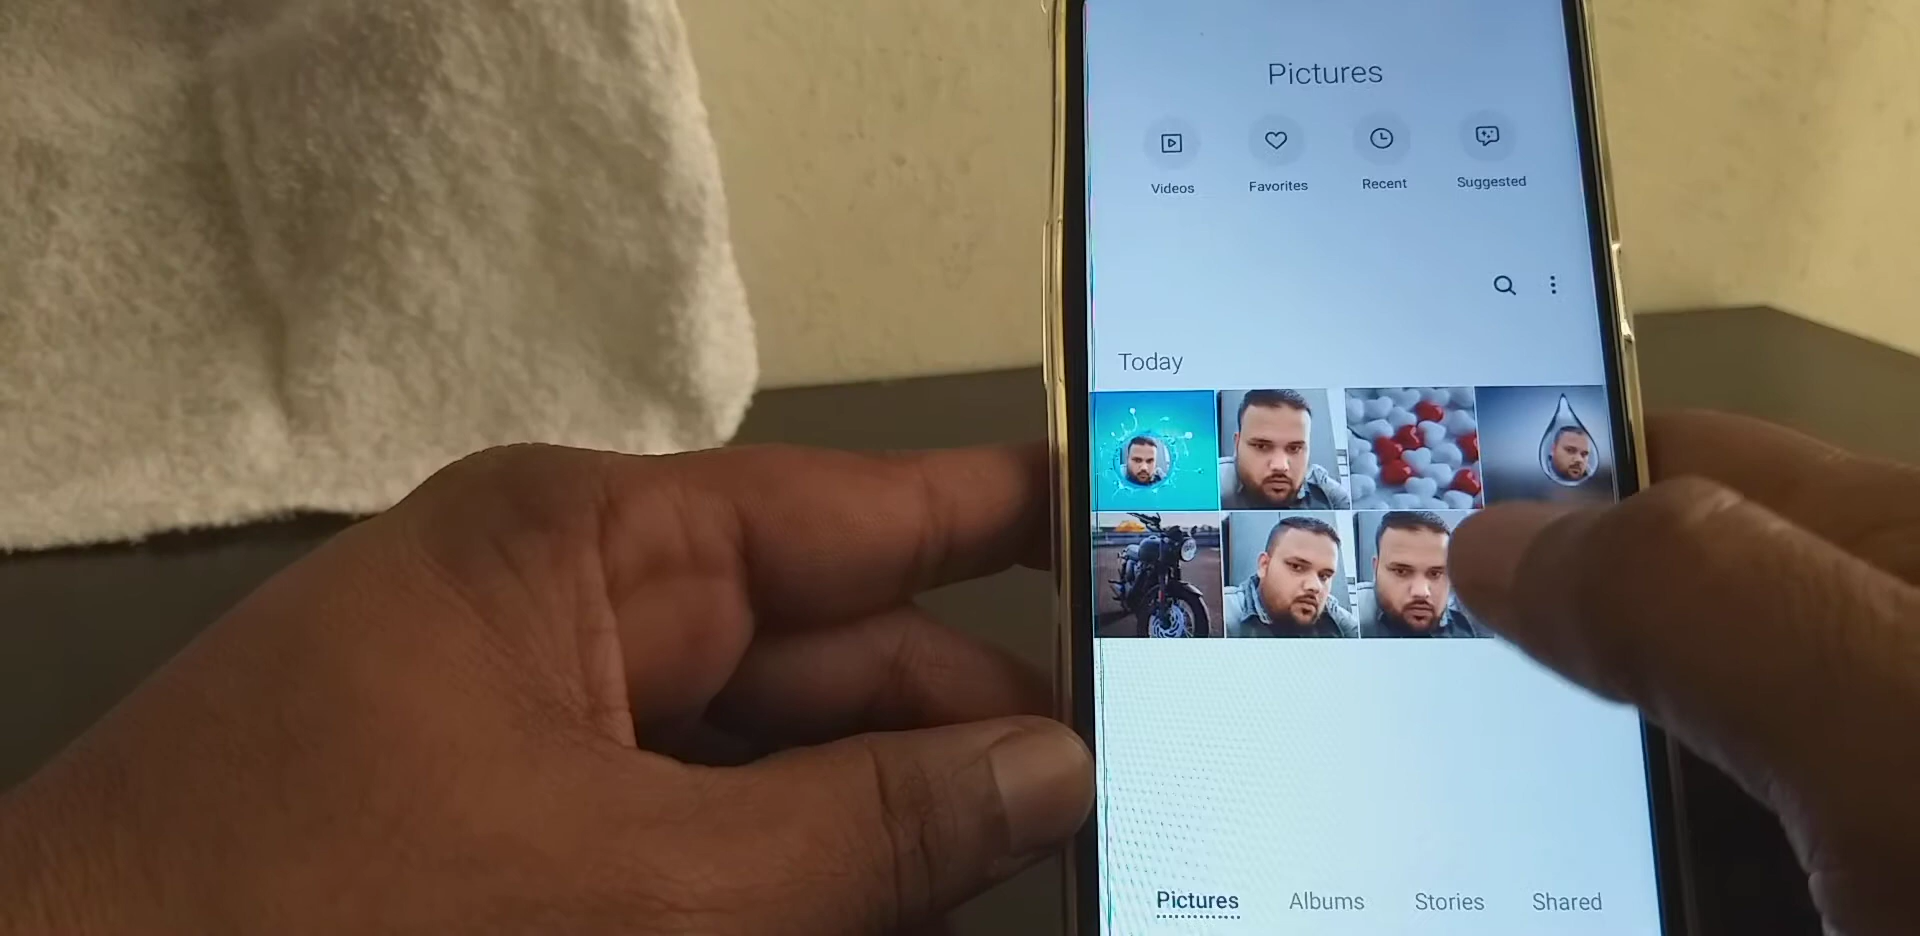 Pictures
Videos
Favorites
Recent
Suggested
Today
Pictures
Albums
Stories
Shared